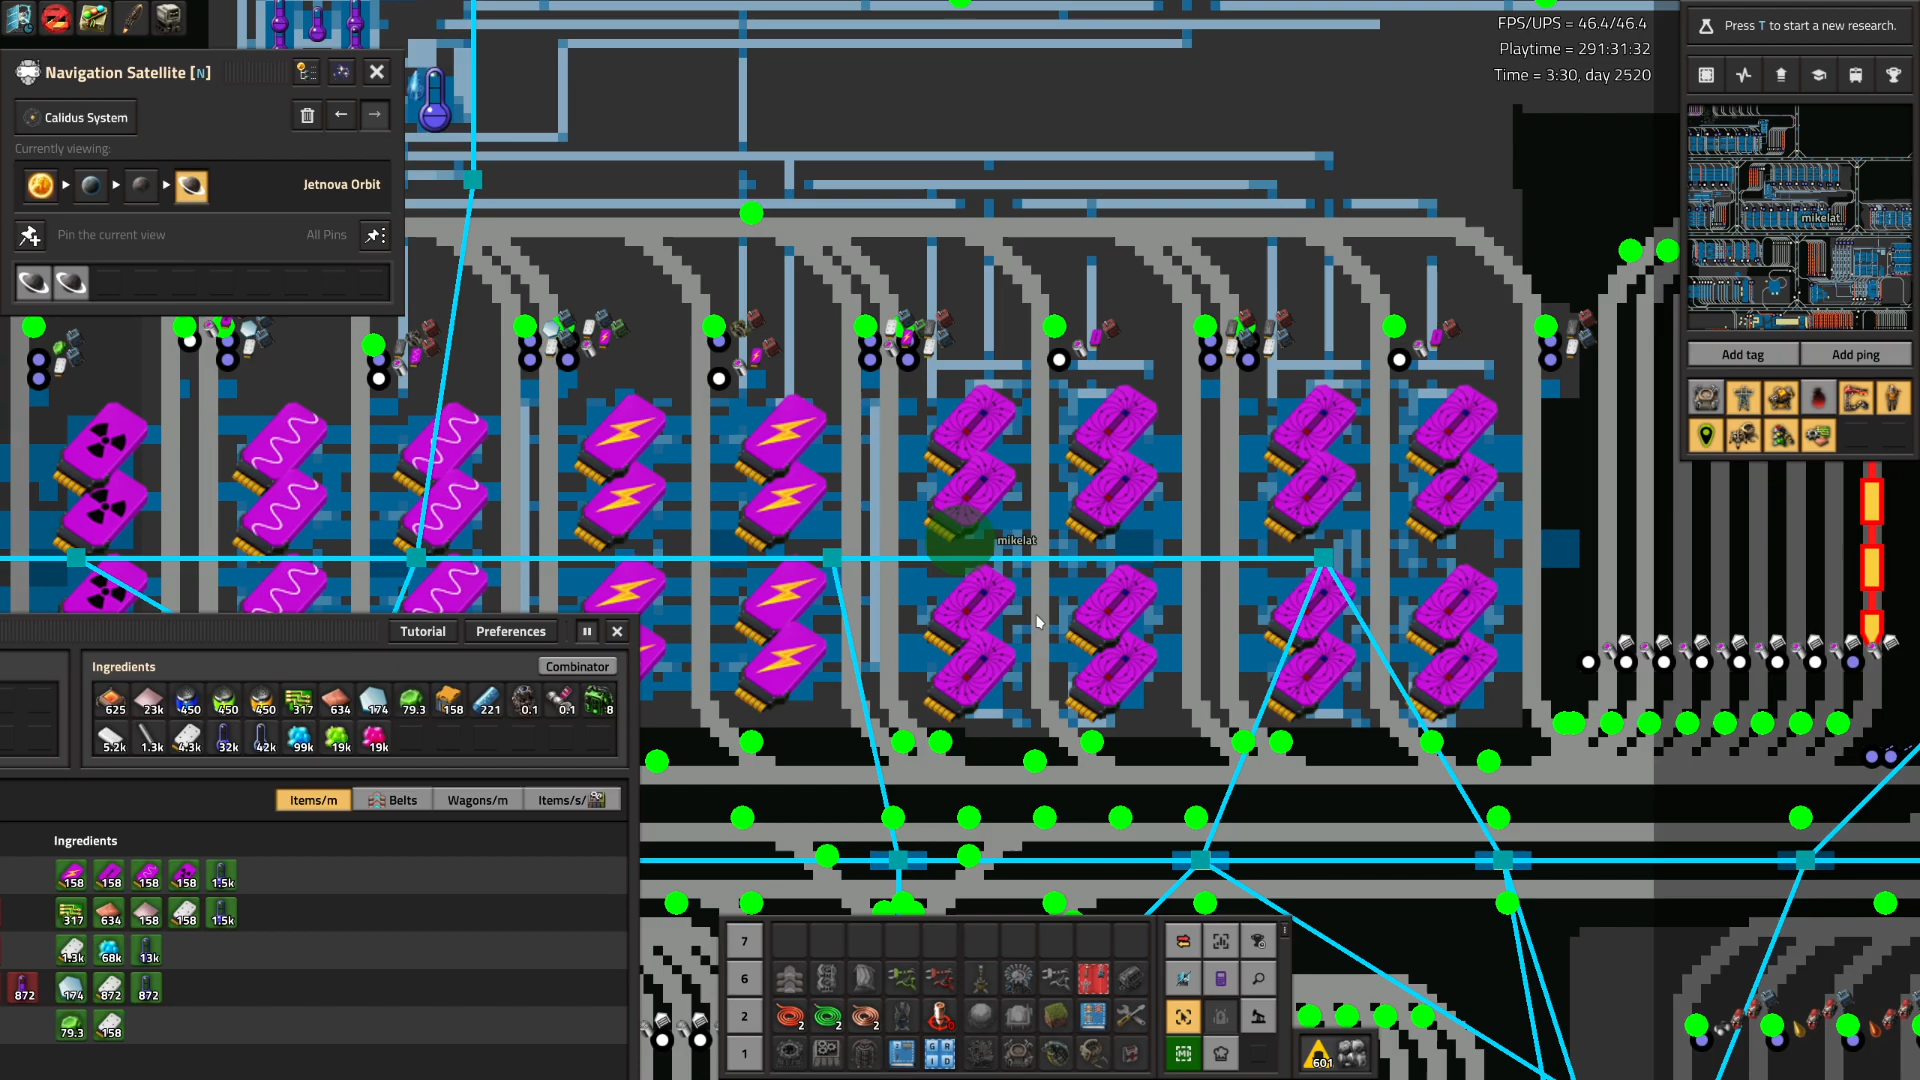 FPS/UPS = 46.4/46.4
Playtime = 291:31:32
Time = 3:30, day 2520
Press T to start a new research.
Navigation Satellite [N]
Calidus System
Currently viewing:
Jetnova Orbit
Pin the current view
All Pins
mikelat
Add tag
Add ping
mikelat
Tutorial
Preferences
Ingredients
Combinator
625 23k 450 450 450 317 634 174 79.3 158 221 0.1 0.1 8
5.2k 1.3k 4.3k 32k 42k 99k 19k 19k
Items/m
Belts
Wagons/m
Items/s/
Ingredients
158 158 158 158 1.5k
317 634 158 158 1.5k
1.3k 68k 13k
872 174 872 872
79.3 158
7
6
2 2 2 2
1
601